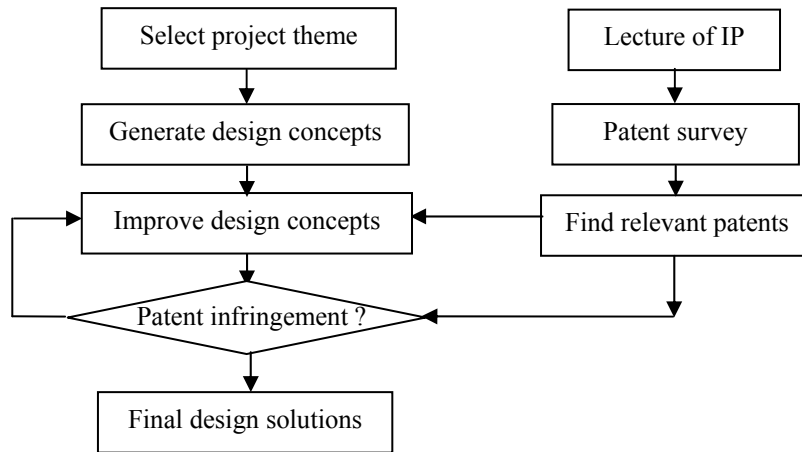 Select project theme
Lecture of IP
Generate design concepts
Patent survey
Improve design concepts
Find relevant patents
Patent infringement ?
Final design solutions